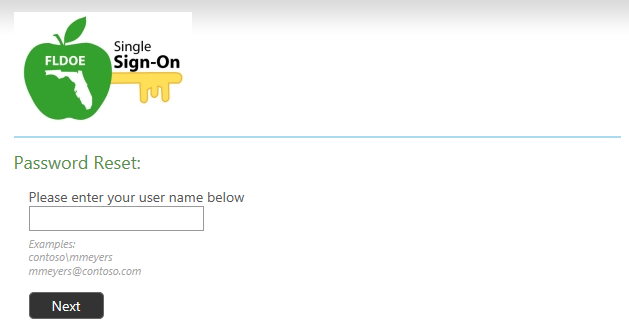 FLDOE
Single
Sign-On
Password Reset:
Please enter your user name below
Examples:
contoso\mmeyers
mmeyers@contoso.com
Next